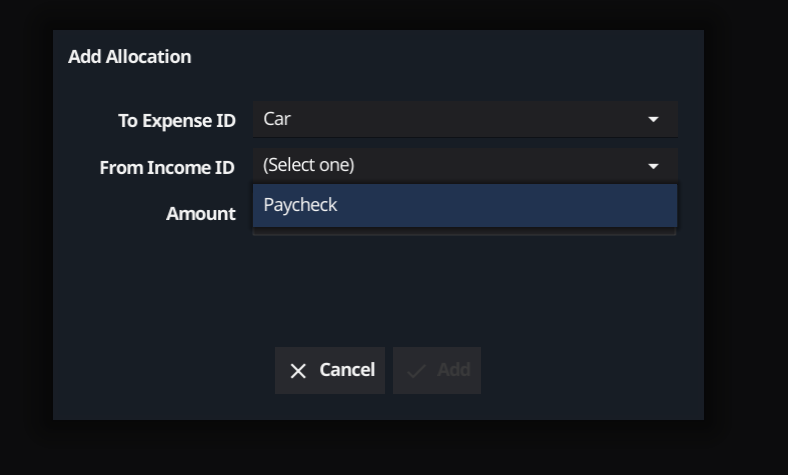 Add Allocation
To Expense ID Car
From Income ID (Select one)
Paycheck
Amount
Cancel Add